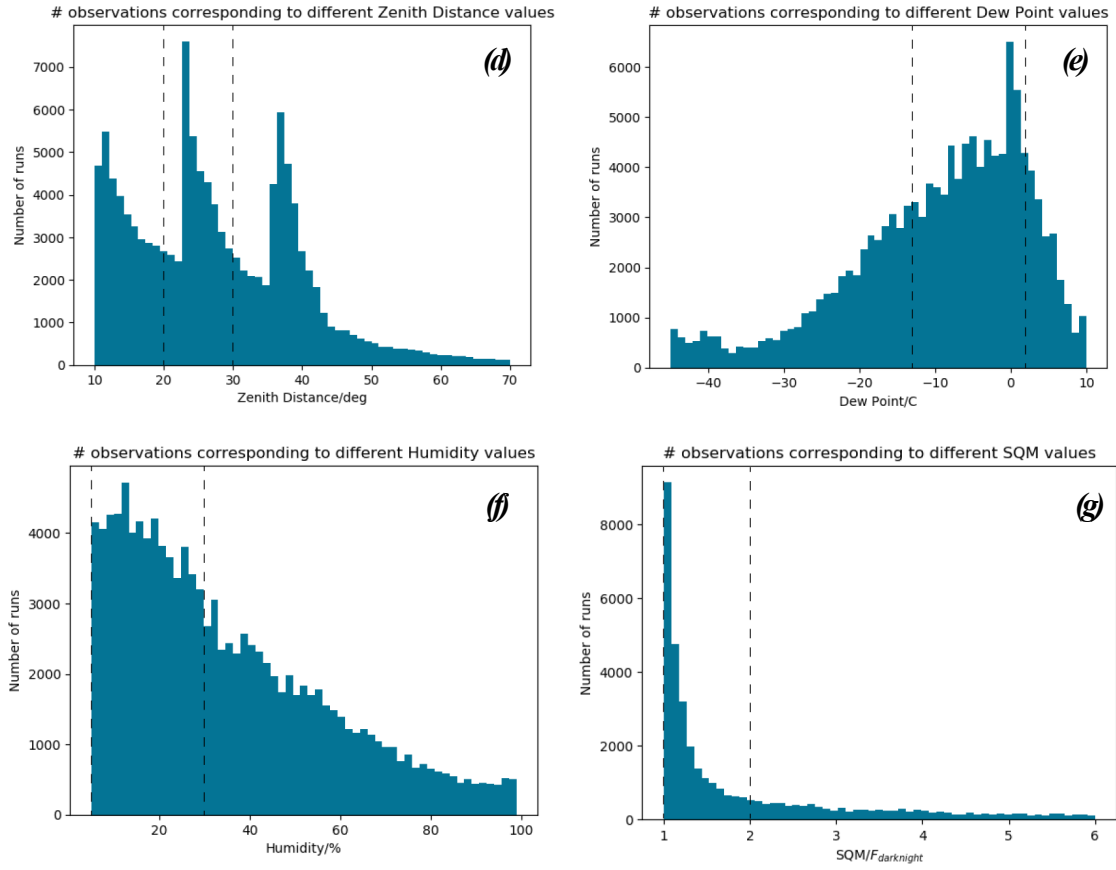 # observations corresponding to different Zenith Distance values
(d)
Number of runs
7000
6000
5000
4000
3000
2000
1000
0
10 20 30 40 50 60 70
Zenith Distance/deg
# observations corresponding to different Dew Point values
(e)
Number of runs
6000
5000
4000
3000
2000
1000
0
−40 −30 −20 −10 0 10
Dew Point/C
# observations corresponding to different Humidity values
(f)
Number of runs
4000
3000
2000
1000
0
20 40 60 80 100
Humidity/%
# observations corresponding to different SQM values
(g)
Number of runs
8000
6000
4000
2000
0
1 2 3 4 5 6
SQM/F_darknight